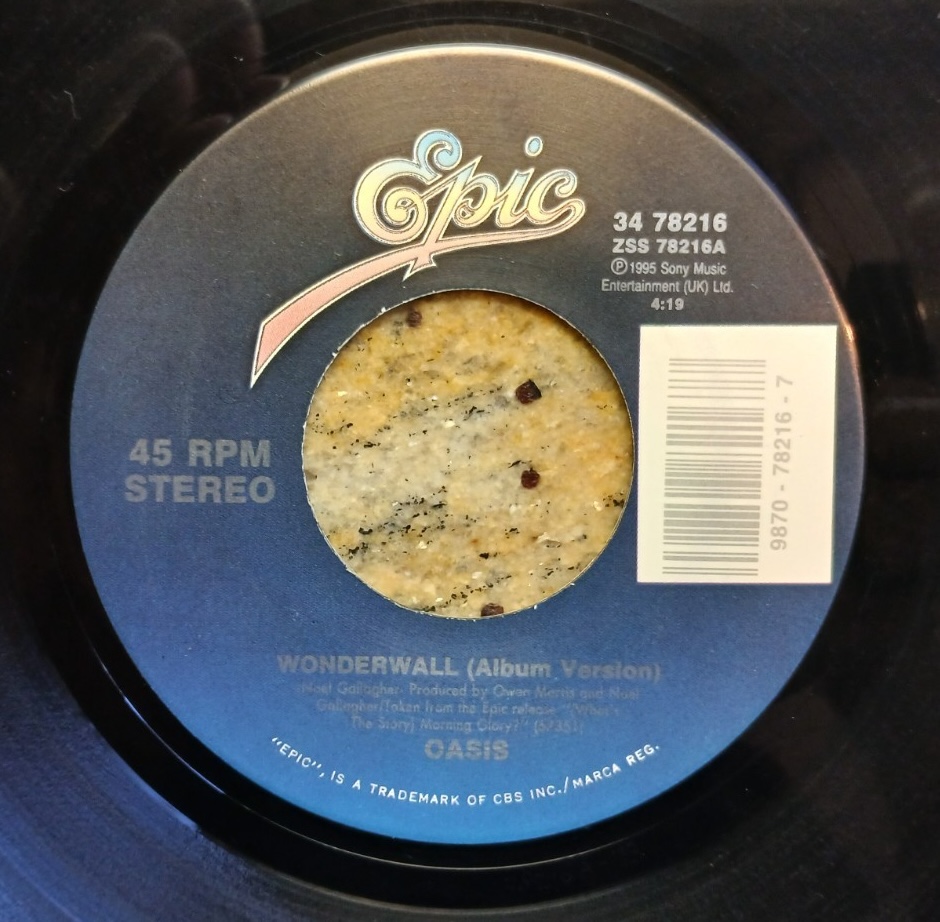 Epic
34 78216
ZSS 78216A
Ⓟ1995 Sony Music
Entertainment (UK) Ltd.
4:19
9870 - 78216 - 7
45 RPM
STEREO
WONDERWALL (Album Version)
-Noel Gallagher- Produced by Owen Morris and Noel
Gallagher/Taken from the Epic release "(What's
The Story) Morning Glory?"
OASIS
"EPIC", IS A TRADEMARK OF CBS INC./MARCA REG.